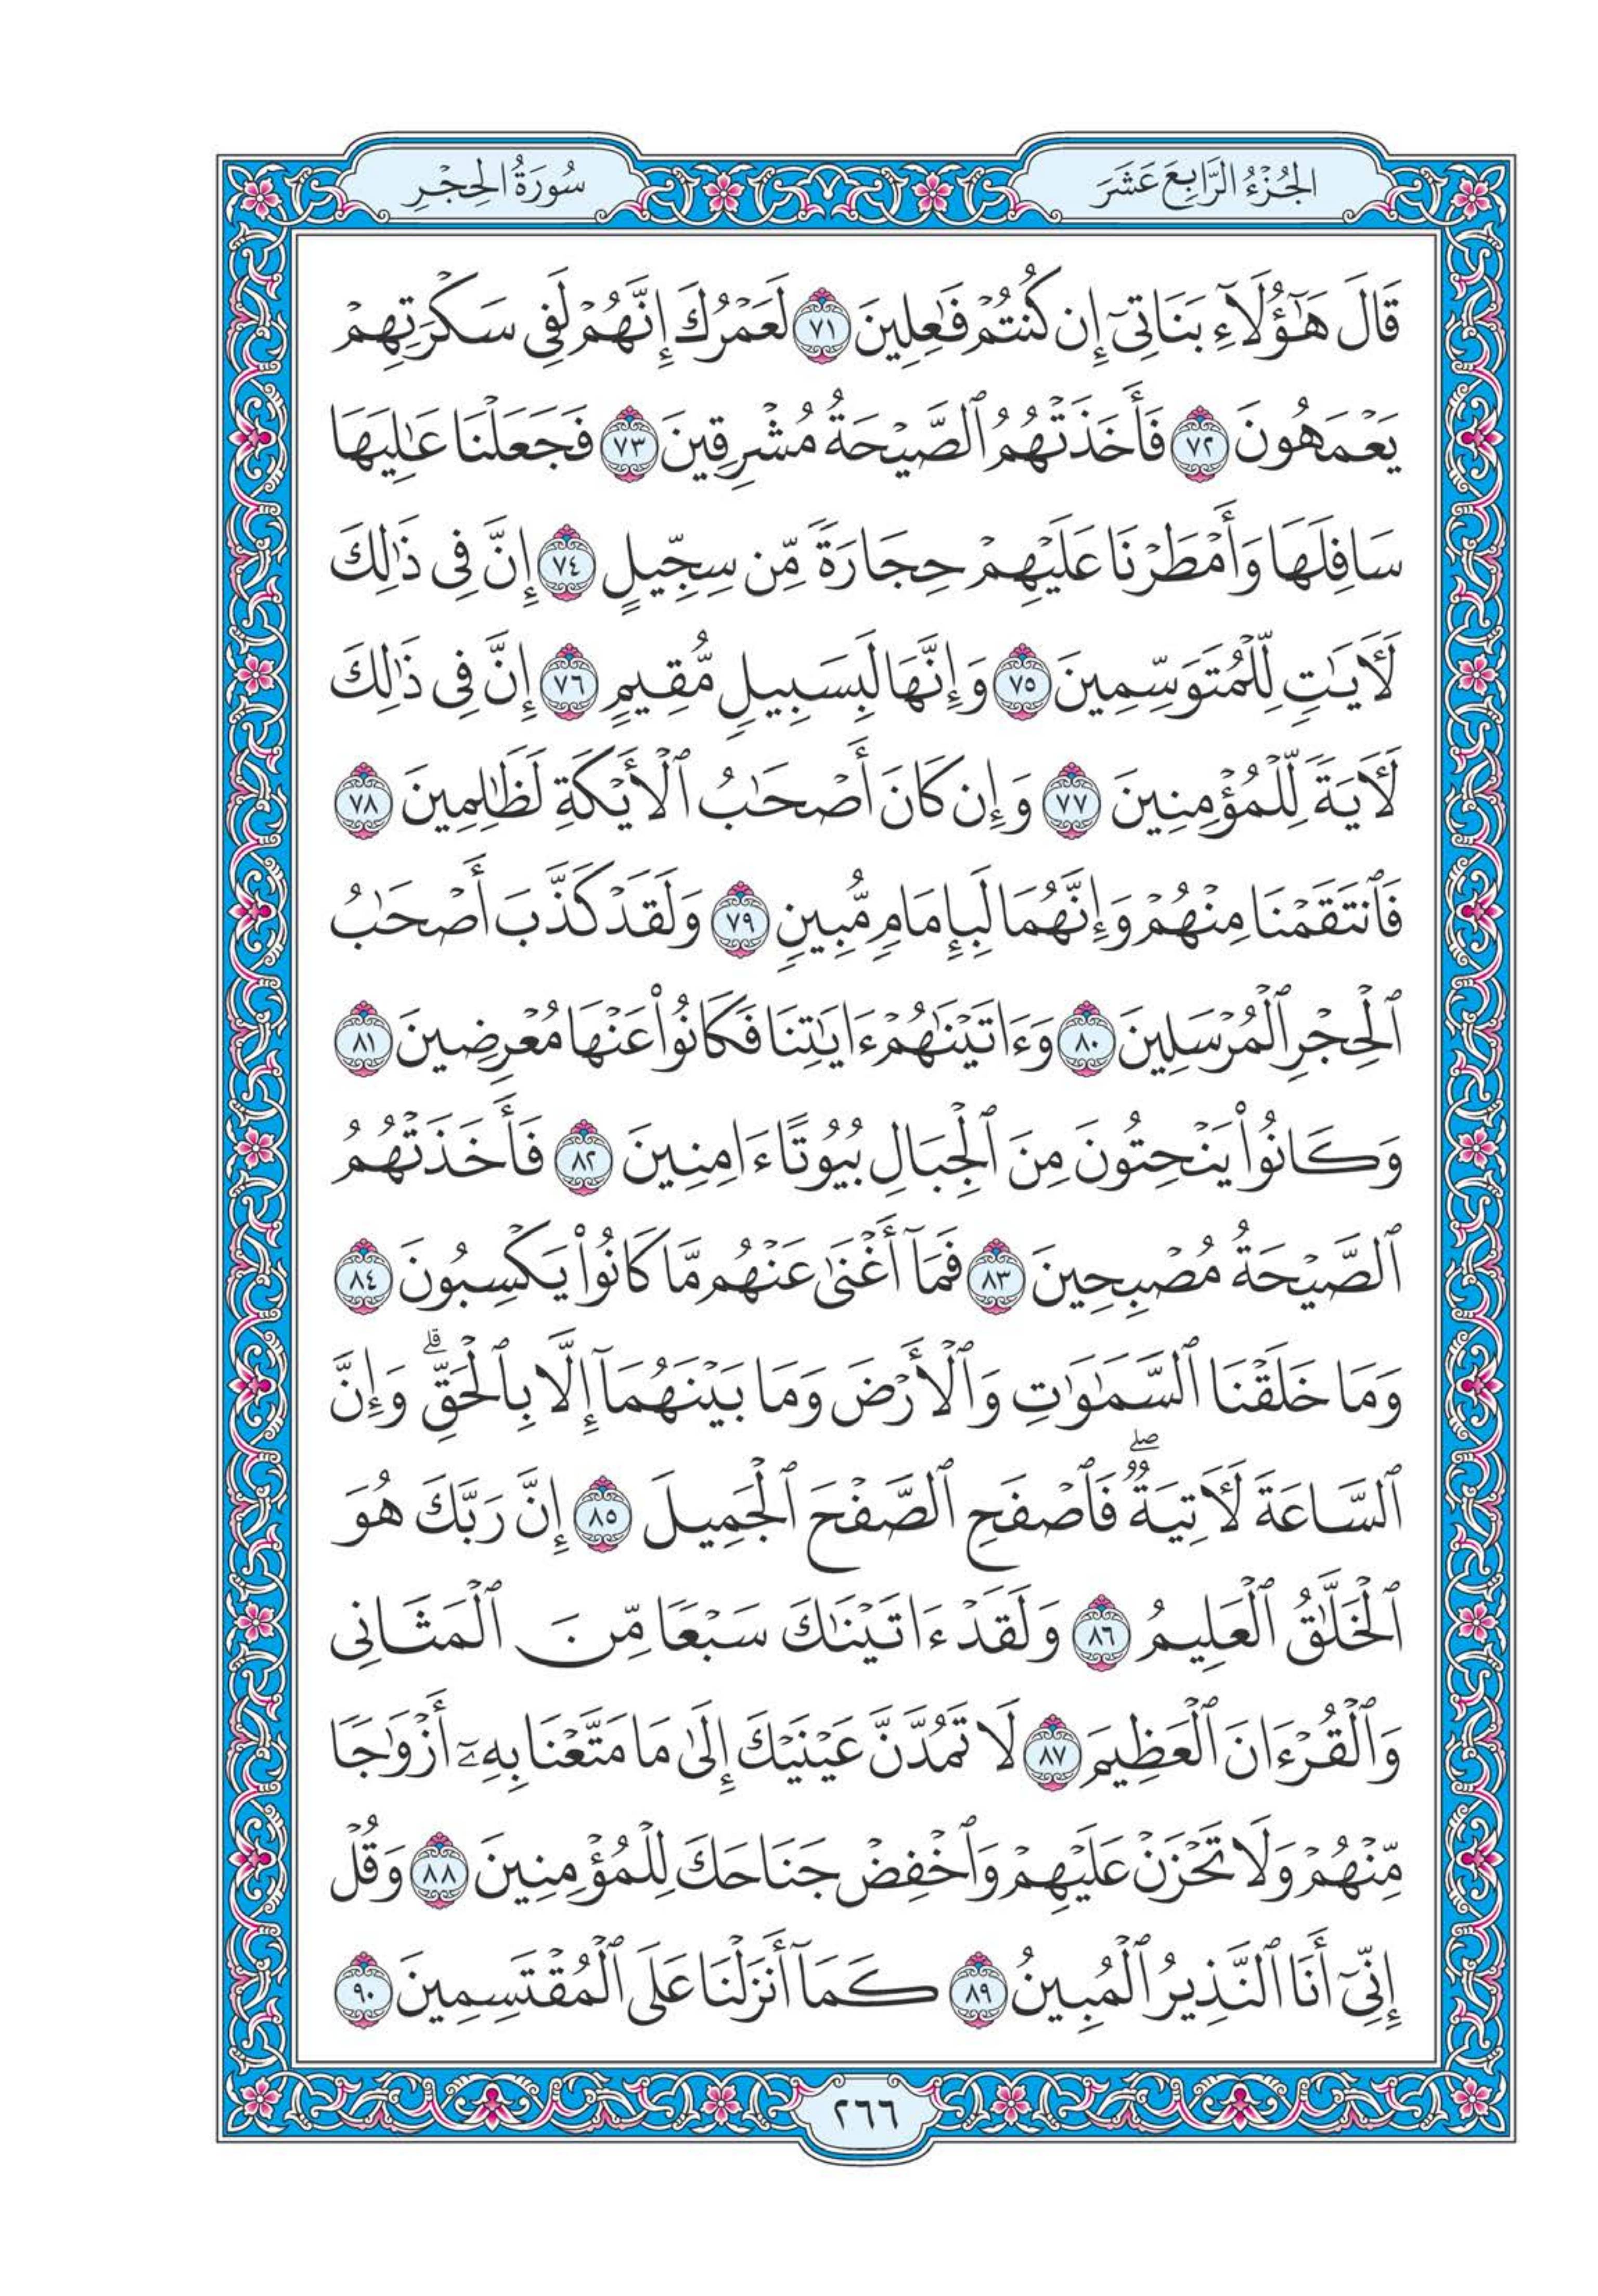 الجُزْءُ الرَّابِعَ عَشَرَ
سُورَةُ الحِجْرِ
قَالَ هَٰٓؤُلَآءِ بَنَاتِىٓ إِن كُنتُمْ فَٰعِلِينَ ٧١ لَعَمْرُكَ إِنَّهُمْ لَفِى سَكْرَتِهِمْ
يَعْمَهُونَ ٧٢ فَأَخَذَتْهُمُ ٱلصَّيْحَةُ مُشْرِقِينَ ٧٣ فَجَعَلْنَا عَٰلِيَهَا
سَافِلَهَا وَأَمْطَرْنَا عَلَيْهِمْ حِجَارَةً مِّن سِجِّيلٍ ٧٤ إِنَّ فِى ذَٰلِكَ
لَءَايَٰتٍ لِّلْمُتَوَسِّمِينَ ٧٥ وَإِنَّهَا لَبِسَبِيلٍ مُّقِيمٍ ٧٦ إِنَّ فِى ذَٰلِكَ
لَءَايَةً لِّلْمُؤْمِنِينَ ٧٧ وَإِن كَانَ أَصْحَٰبُ ٱلْأَيْكَةِ لَظَٰلِمِينَ ٧٨
فَٱنتَقَمْنَا مِنْهُمْ وَإِنَّهُمَا لَبِإِمَامٍ مُّبِينٍ ٧٩ وَلَقَدْ كَذَّبَ أَصْحَٰبُ
ٱلْحِجْرِ ٱلْمُرْسَلِينَ ٨٠ وَءَاتَيْنَٰهُمْ ءَايَٰتِنَا فَكَانُوا۟ عَنْهَا مُعْرِضِينَ ٨١
وَكَانُوا۟ يَنْحِتُونَ مِنَ ٱلْجِبَالِ بُيُوتًا ءَامِنِينَ ٨٢ فَأَخَذَتْهُمُ
ٱلصَّيْحَةُ مُصْبِحِينَ ٨٣ فَمَآ أَغْنَىٰ عَنْهُم مَّا كَانُوا۟ يَكْسِبُونَ ٨٤
وَمَا خَلَقْنَا ٱلسَّمَٰوَٰتِ وَٱلْأَرْضَ وَمَا بَيْنَهُمَآ إِلَّا بِٱلْحَقِّ ۗ وَإِنَّ
ٱلسَّاعَةَ لَءَاتِيَةٌ ۖ فَٱصْفَحِ ٱلصَّفْحَ ٱلْجَمِيلَ ٨٥ إِنَّ رَبَّكَ هُوَ
ٱلْخَلَّٰقُ ٱلْعَلِيمُ ٨٦ وَلَقَدْ ءَاتَيْنَٰكَ سَبْعًا مِّنَ ٱلْمَثَانِى
وَٱلْقُرْءَانَ ٱلْعَظِيمَ ٨٧ لَا تَمُدَّنَّ عَيْنَيْكَ إِلَىٰ مَا مَتَّعْنَا بِهِۦٓ أَزْوَٰجًا
مِّنْهُمْ وَلَا تَحْزَنْ عَلَيْهِمْ وَٱخْفِضْ جَنَاحَكَ لِلْمُؤْمِنِينَ ٨٨ وَقُلْ
إِنِّىٓ أَنَا ٱلنَّذِيرُ ٱلْمُبِينُ ٨٩ كَمَآ أَنزَلْنَا عَلَى ٱلْمُقْتَسِمِينَ ٩٠
٢٦٦